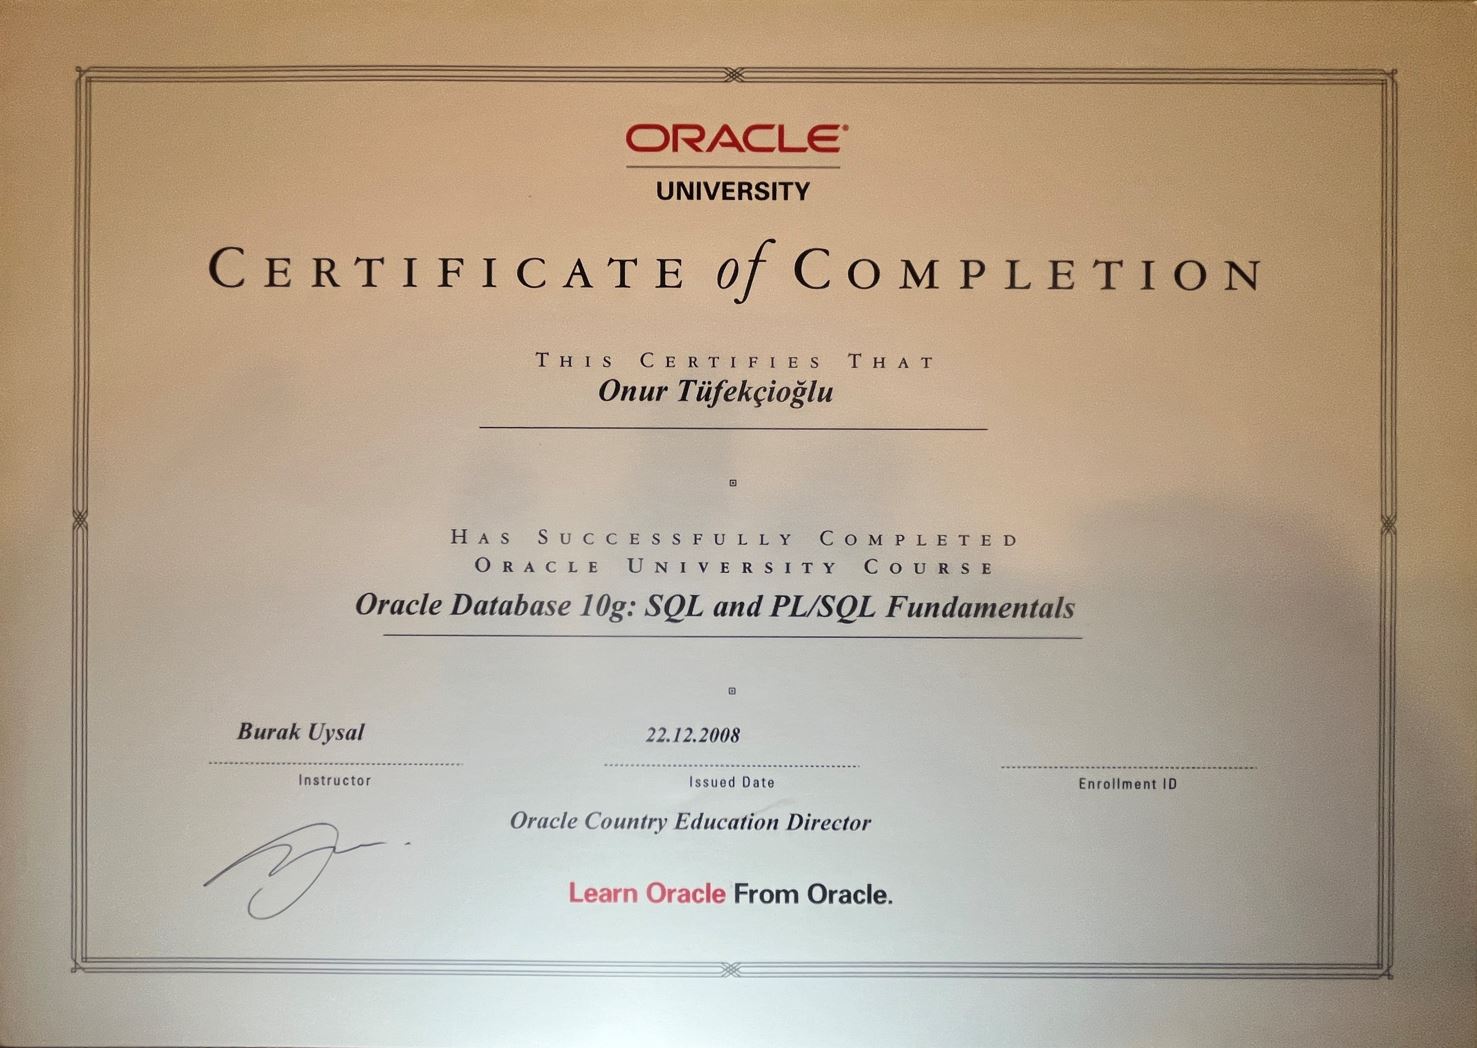 ORACLE®
UNIVERSITY
CERTIFICATE of COMPLETION
THIS CERTIFIES THAT
Onur Tüfekçioğlu
HAS SUCCESSFULLY COMPLETED
ORACLE UNIVERSITY COURSE
Oracle Database 10g: SQL and PL/SQL Fundamentals
Burak Uysal
22.12.2008
Instructor
Issued Date
Enrollment ID
Oracle Country Education Director
Learn Oracle From Oracle.